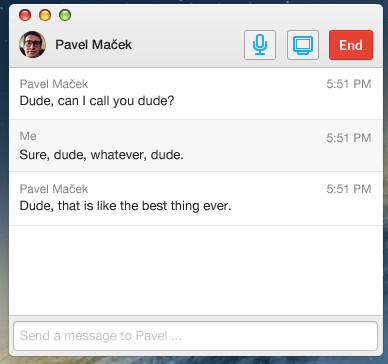 Pavel Maček
End
Pavel Maček 5:51 PM
Dude, can I call you dude?
Me 5:51 PM
Sure, dude, whatever, dude.
Pavel Maček 5:51 PM
Dude, that is like the best thing ever.
Send a message to Pavel ...